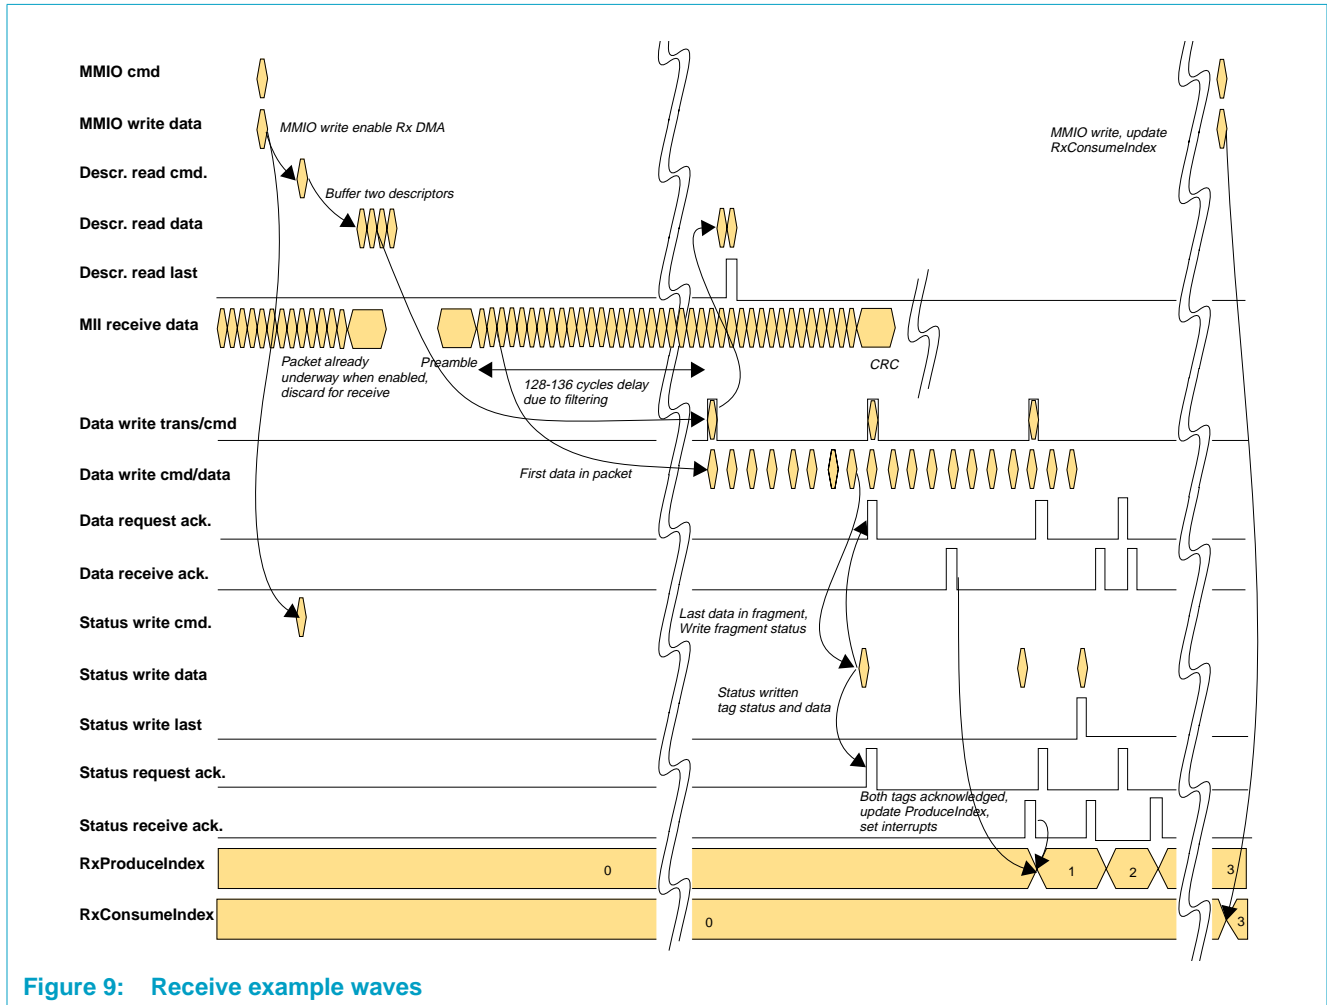 MMIO cmd
MMIO write data
MMIO write enable Rx DMA
MMIO write, update
RxConsumeIndex
Descr. read cmd.
Buffer two descriptors
Descr. read data
Descr. read last
MII receive data
Packet already
underway when enabled,
discard for receive
Preamble
128-136 cycles delay
due to filtering
CRC
Data write trans/cmd
Data write cmd/data
First data in packet
Data request ack.
Data receive ack.
Status write cmd.
Last data in fragment,
Write fragment status
Status write data
Status written
tag status and data
Status write last
Status request ack.
Both tags acknowledged,
update ProduceIndex,
set interrupts
Status receive ack.
RxProduceIndex
0
1
2
3
RxConsumeIndex
0
3
Figure 9: Receive example waves